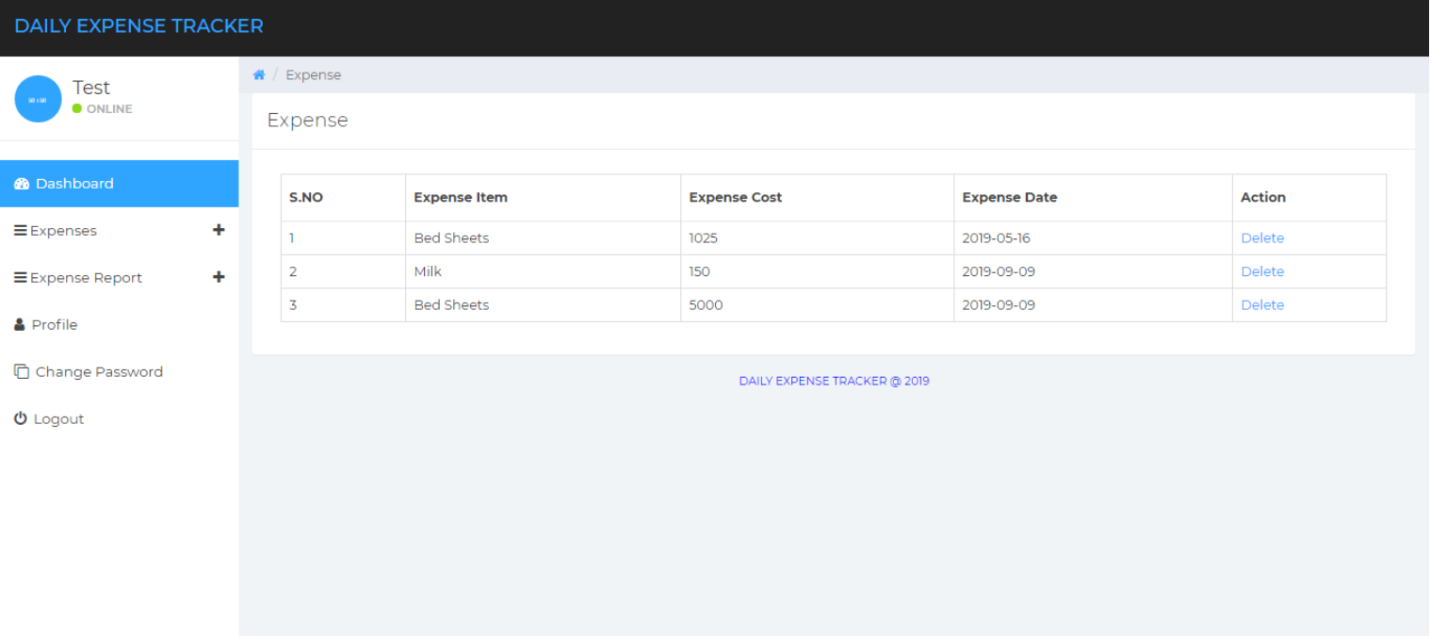 DAILY EXPENSE TRACKER
Test
ONLINE
/ Expense
Expense
Dashboard
Expenses
Expense Report
Profile
Change Password
Logout
S.NO Expense Item Expense Cost Expense Date Action
1 Bed Sheets 1025 2019-05-16 Delete
2 Milk 150 2019-09-09 Delete
3 Bed Sheets 5000 2019-09-09 Delete
DAILY EXPENSE TRACKER @ 2019